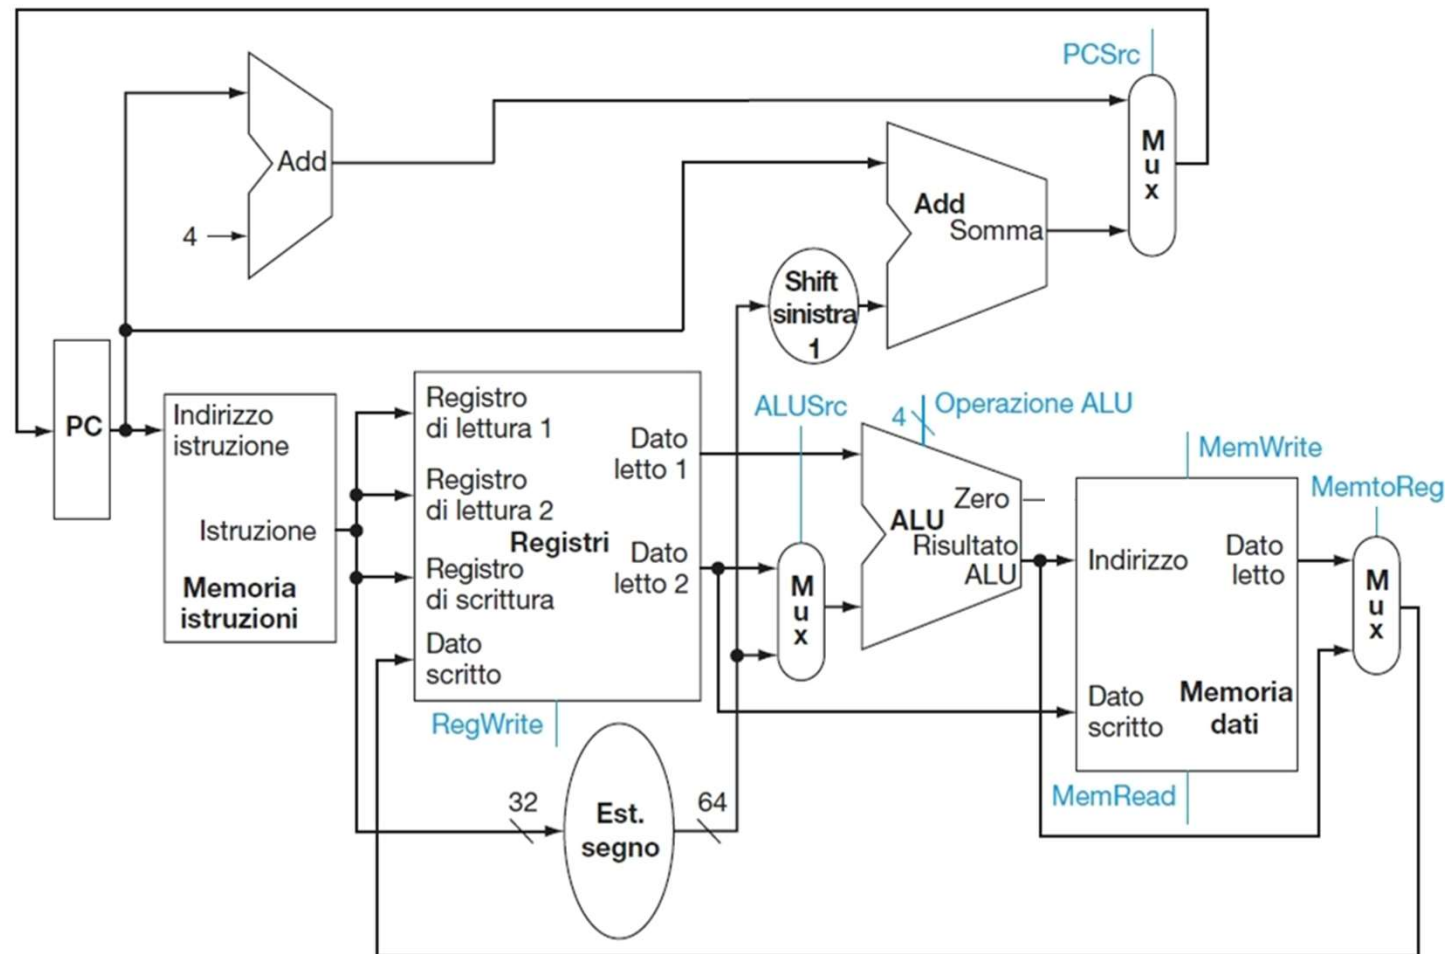 PCSrc
M
u
x
Add
4
Add
Somma
Shift
sinistra
1
PC
Indirizzo
istruzione
Istruzione
Memoria
istruzioni
Registro
di lettura 1
Registro
di lettura 2
Registri
Registro
di scrittura
Dato
scritto
Dato
letto 1
Dato
letto 2
RegWrite
ALUSrc
M
u
x
4
Operazione ALU
Zero
ALU
Risultato
ALU
MemWrite
MemtoReg
Indirizzo
Dato
letto
Dato
scritto
Memoria
dati
MemRead
M
u
x
32
Est.
segno
64